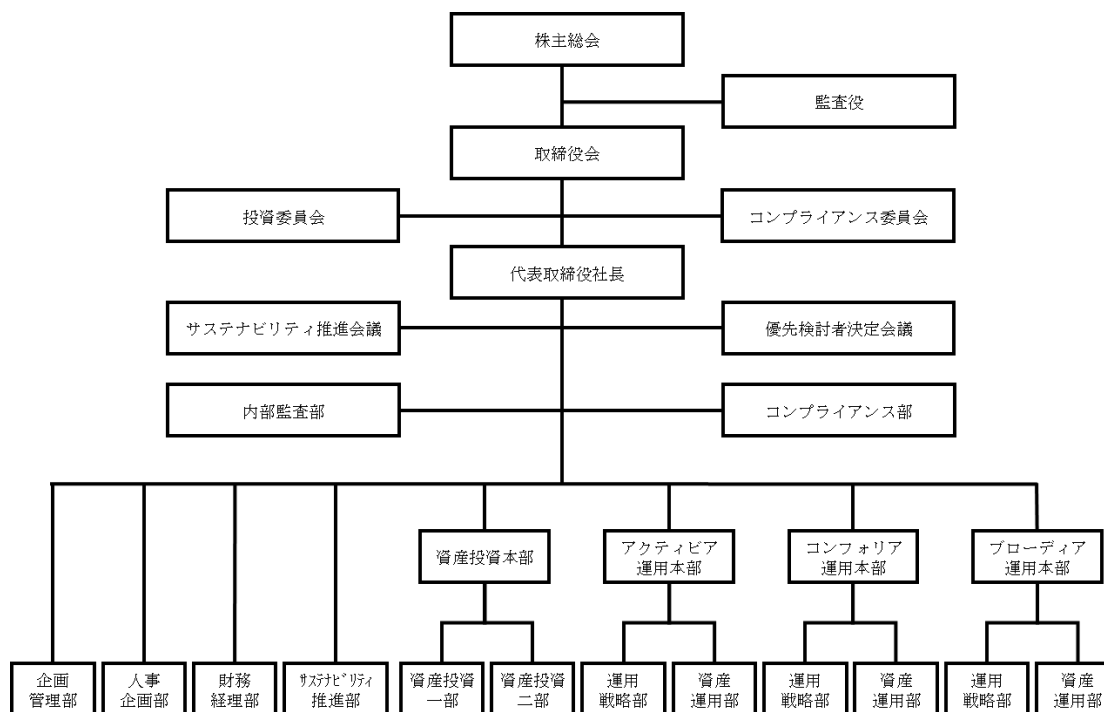 株主総会
監査役
取締役会
投資委員会
コンプライアンス委員会
代表取締役社長
サステナビリティ推進会議
優先検討者決定会議
内部監査部
コンプライアンス部
資産投資本部
アクティビア
運用本部
コンフォリア
運用本部
ブローディア
運用本部
企画
管理部
人事
企画部
財務
経理部
ｻｽﾃﾅﾋﾞﾘﾃｨ
推進部
資産投資
一部
資産投資
二部
運用
戦略部
資産
運用部
運用
戦略部
資産
運用部
運用
戦略部
資産
運用部